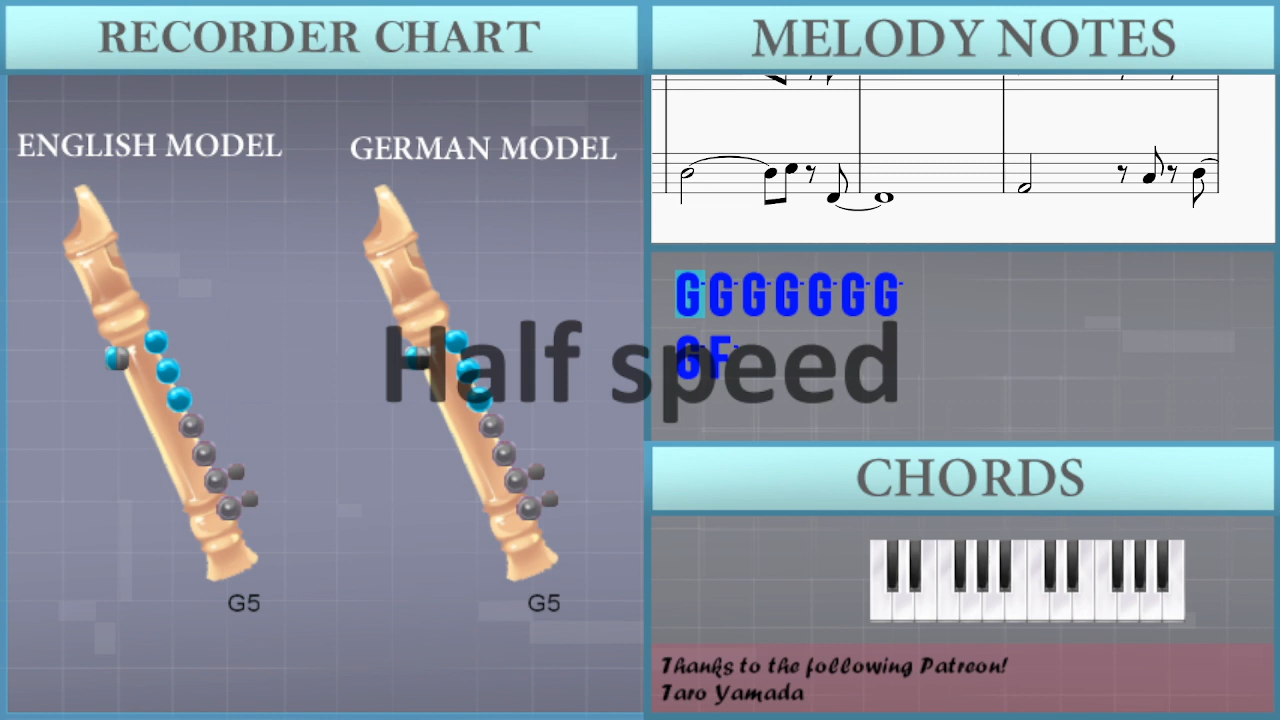 RECORDER CHART
MELODY NOTES
ENGLISH MODEL
GERMAN MODEL
G G G G G G G
G F
Half speed
CHORDS
G5
G5
Thanks to the following Patreon!
Taro Yamada